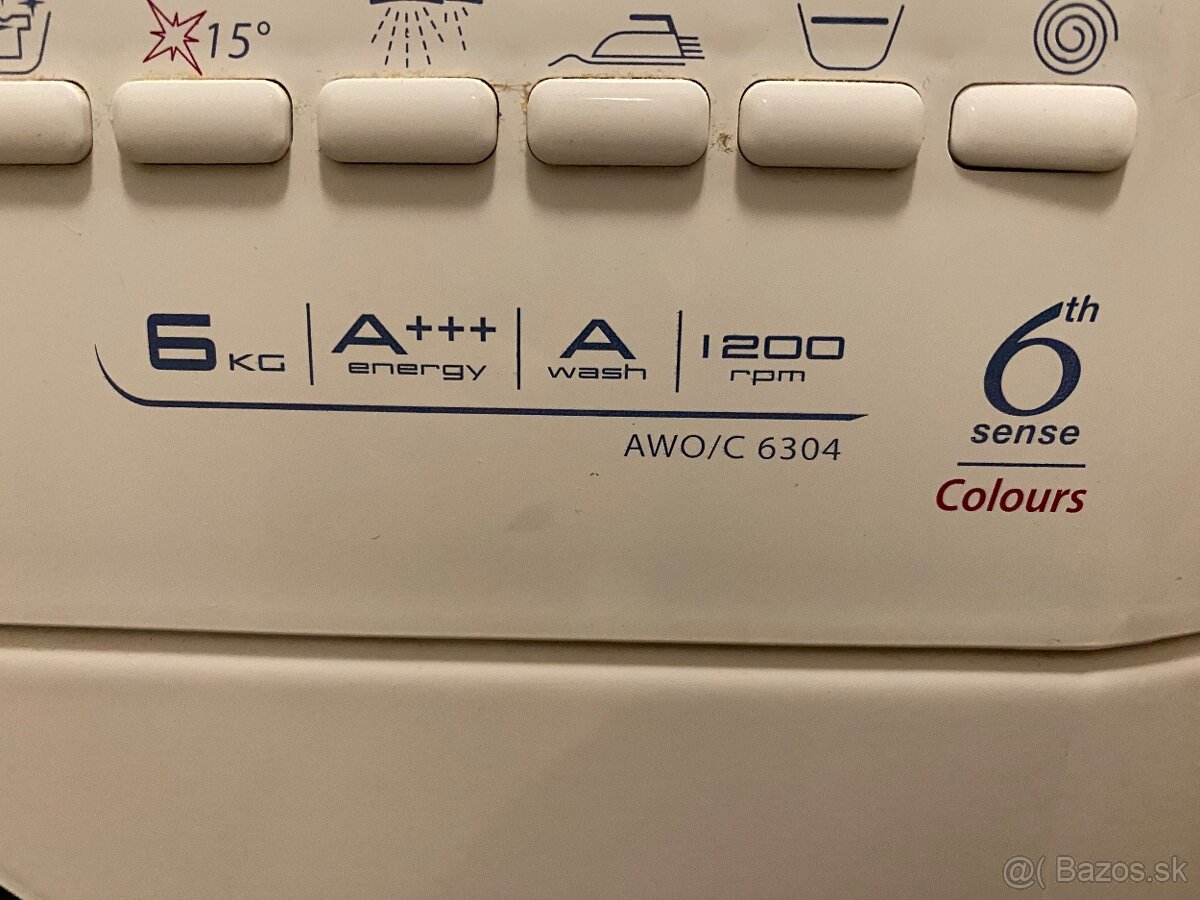 15°
6 KG A+++ energy A wash 1200 rpm
AWO/C 6304
6th sense
Colours
@( Bazos.sk